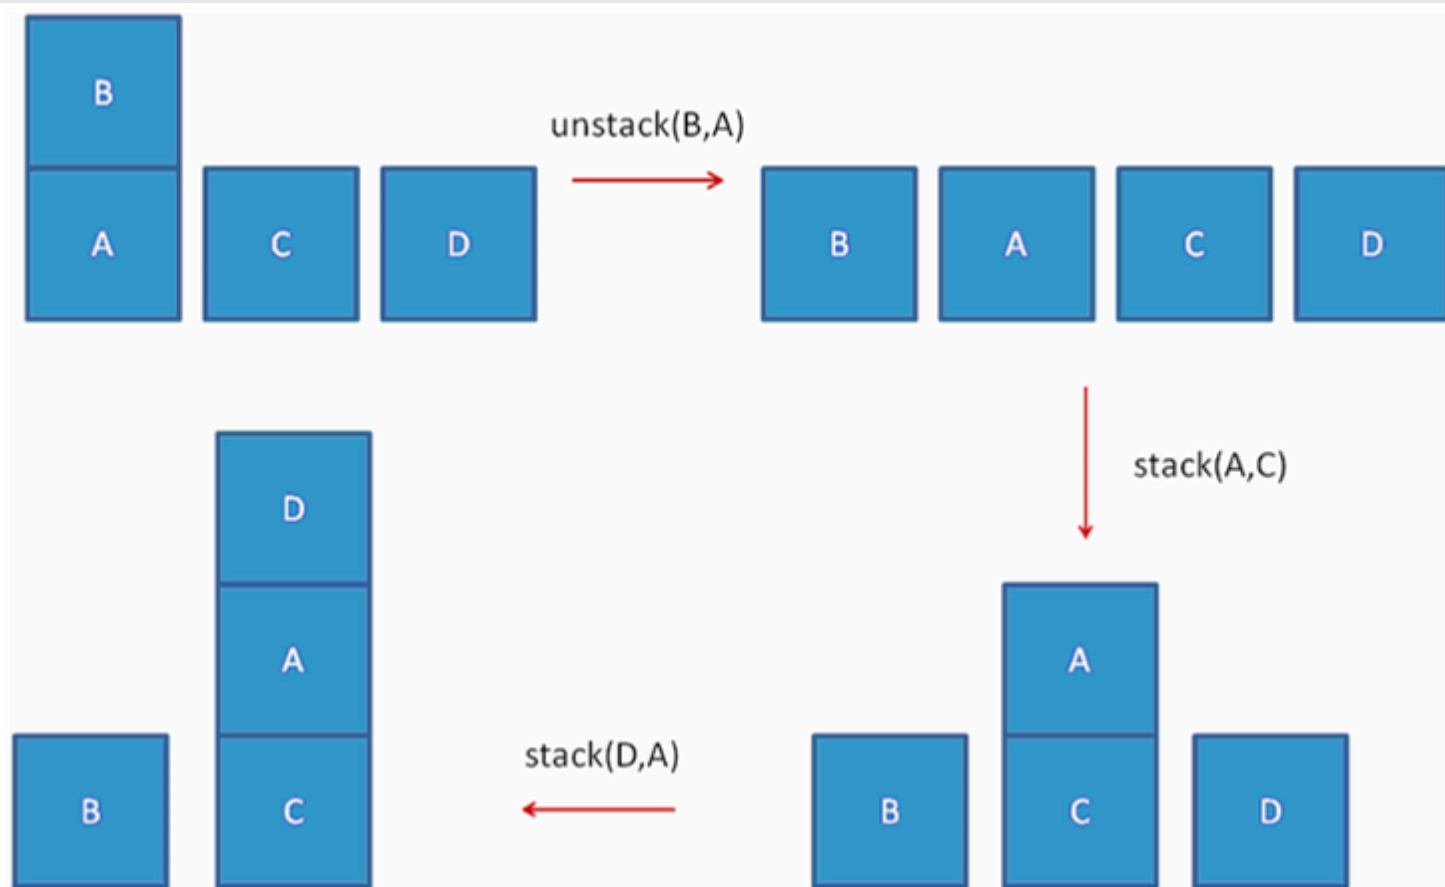 B
unstack(B,A)
A C D
B A C D
stack(A,C)
D
A
stack(D,A)
B C
A
B C D